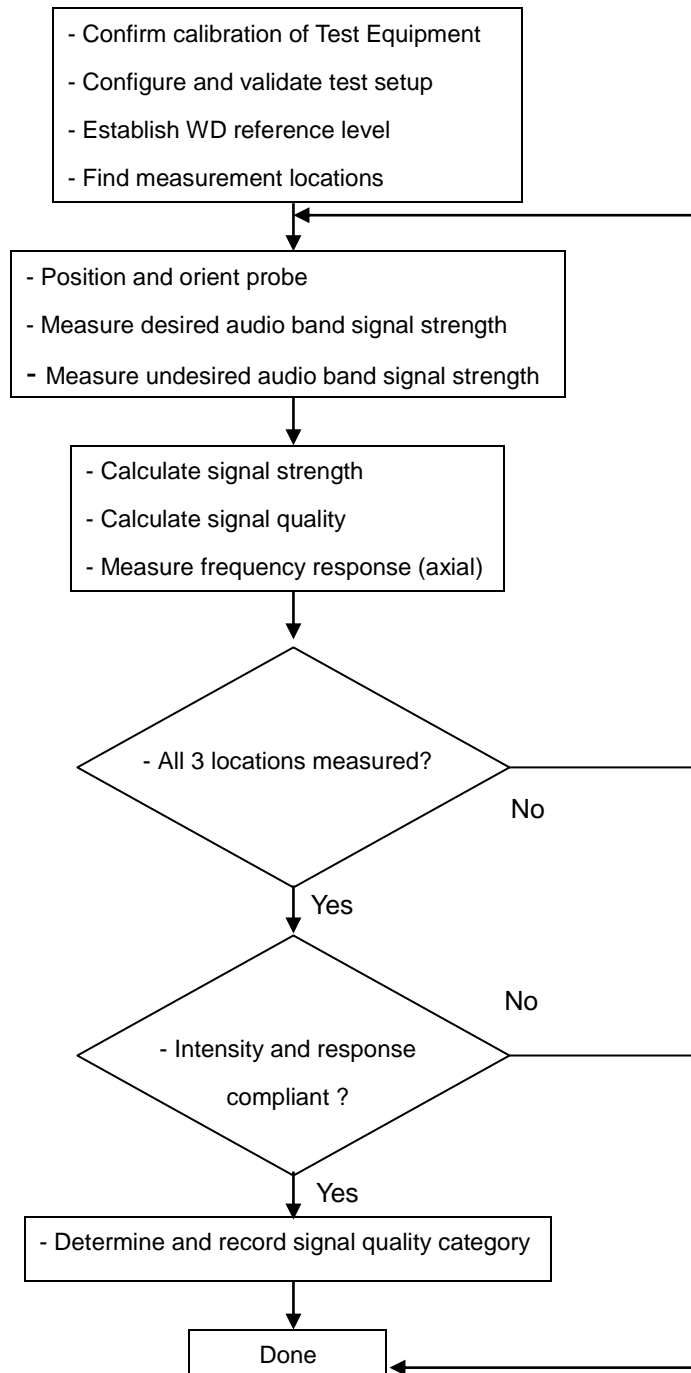 - Confirm calibration of Test Equipment
- Configure and validate test setup
- Establish WD reference level
- Find measurement locations
- Position and orient probe
- Measure desired audio band signal strength
- Measure undesired audio band signal strength
- Calculate signal strength
- Calculate signal quality
- Measure frequency response (axial)
- All 3 locations measured?
No
Yes
No
- Intensity and response
compliant ?
Yes
- Determine and record signal quality category
Done